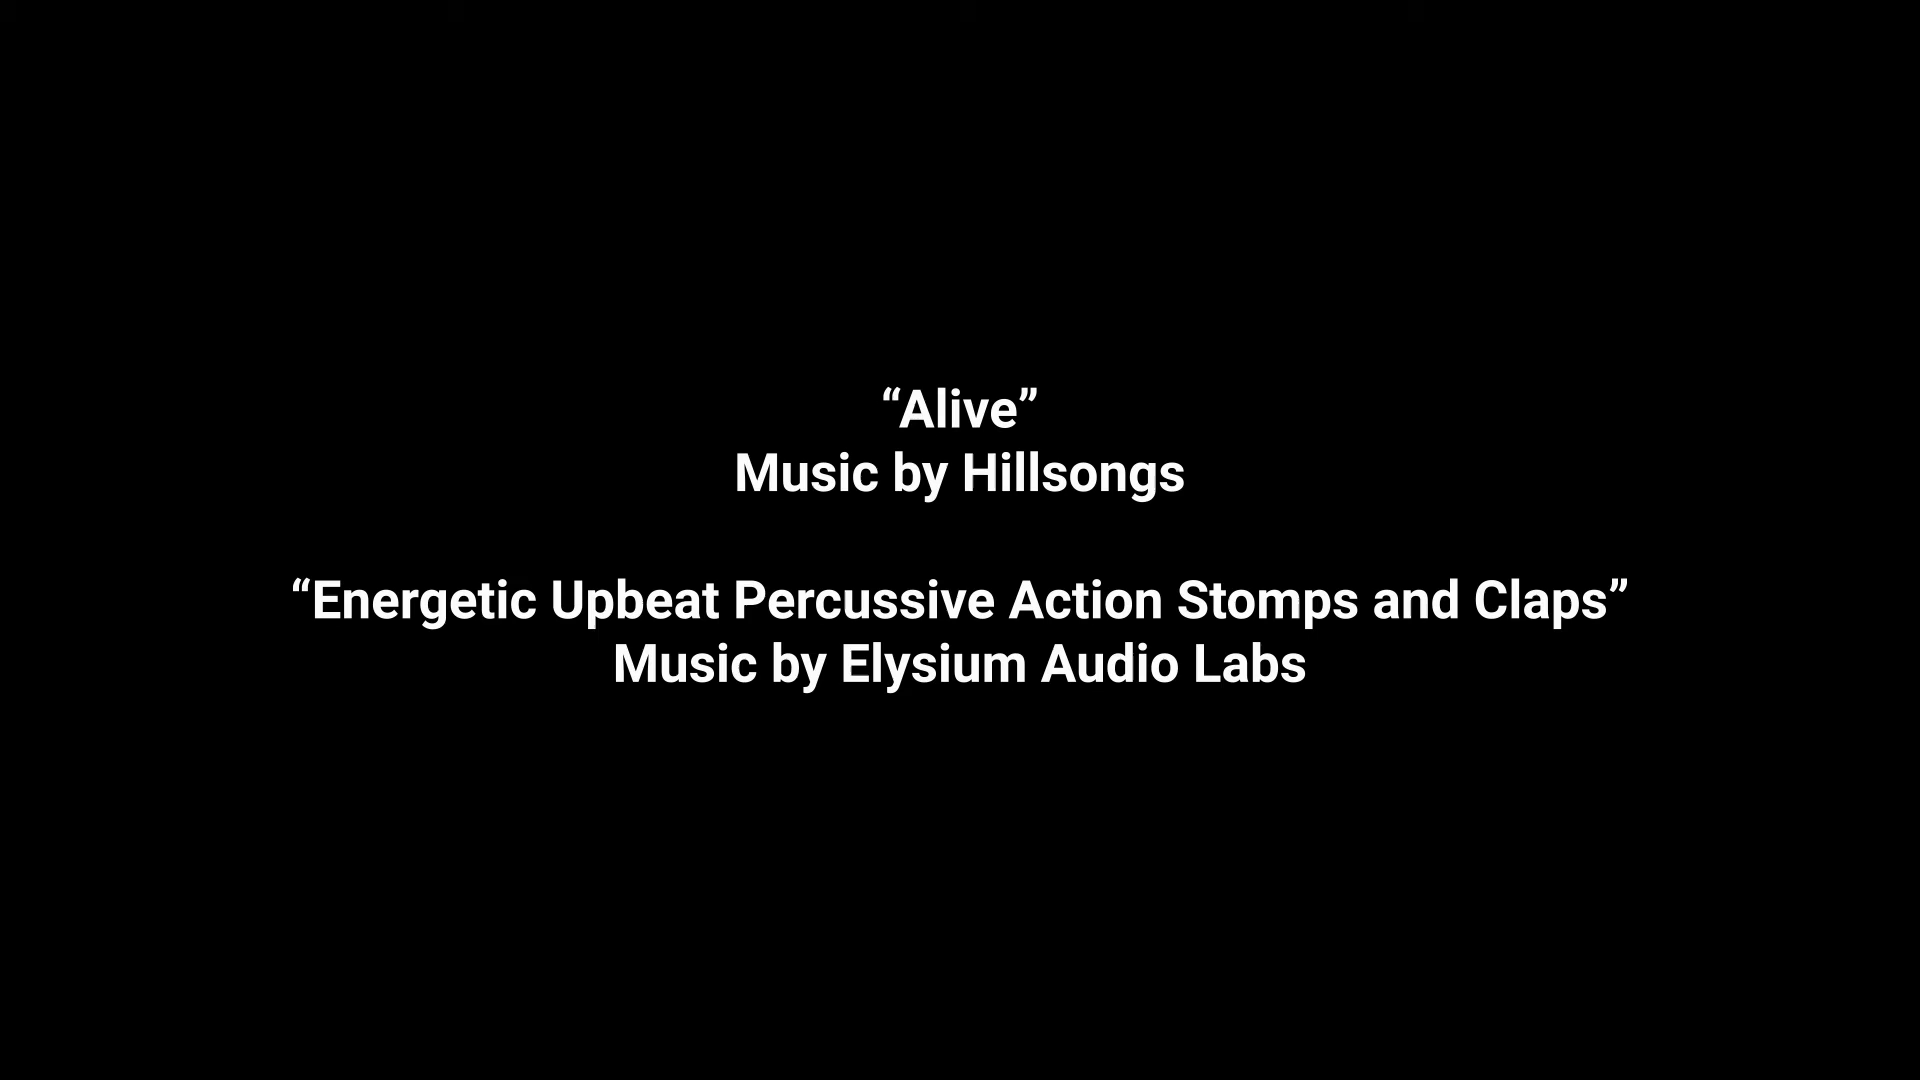 “Alive”
Music by Hillsongs
“Energetic Upbeat Percussive Action Stomps and Claps”
Music by Elysium Audio Labs